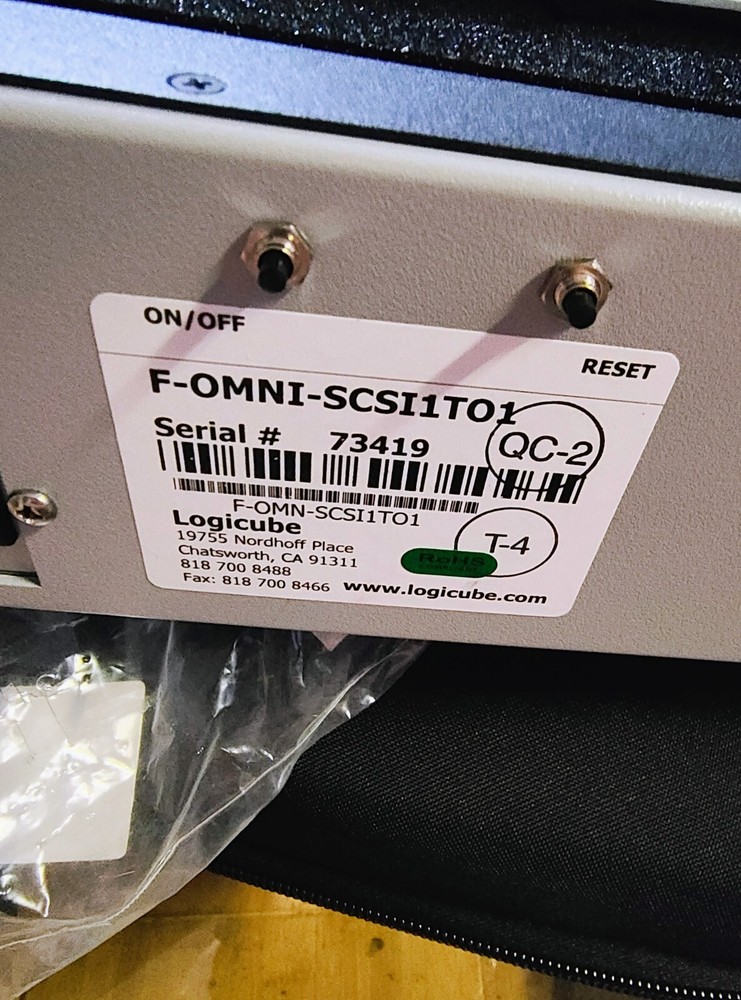 ON/OFF
RESET
F-OMNI-SCSI1TO1
Serial # 73419
QC-2
F-OMN-SCSI1TO1
Logicube
19755 Nordhoff Place
Chatsworth, CA 91311
818 700 8488
Fax: 818 700 8466
www.logicube.com
T-4
RoHS